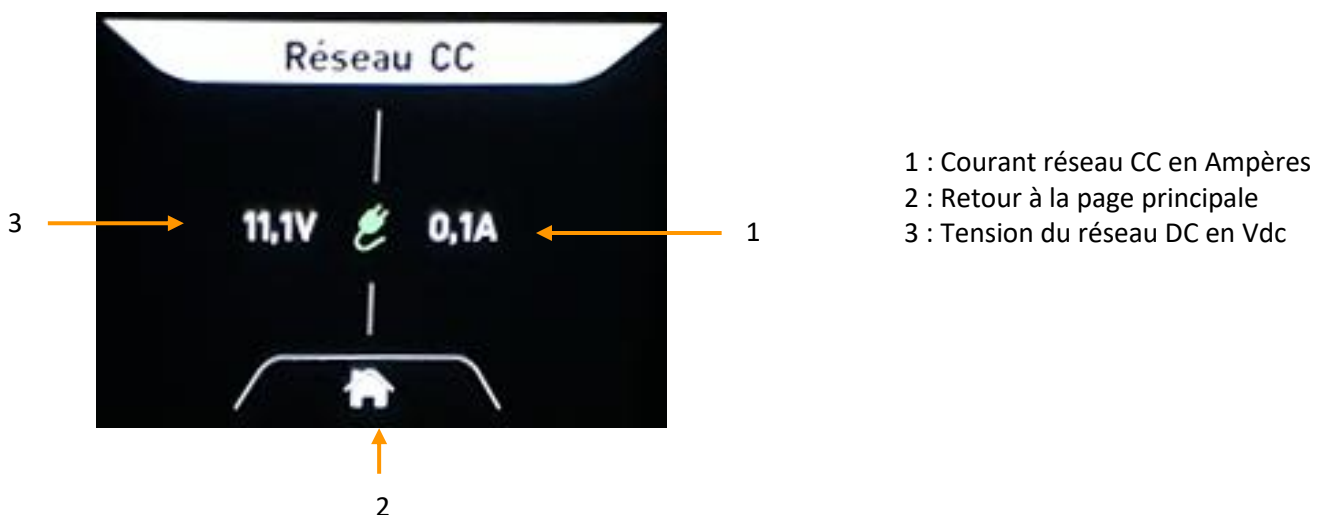 Réseau CC
1 : Courant réseau CC en Ampères
2 : Retour à la page principale
3 : Tension du réseau DC en Vdc
3
11,1V 0,1A
1
2